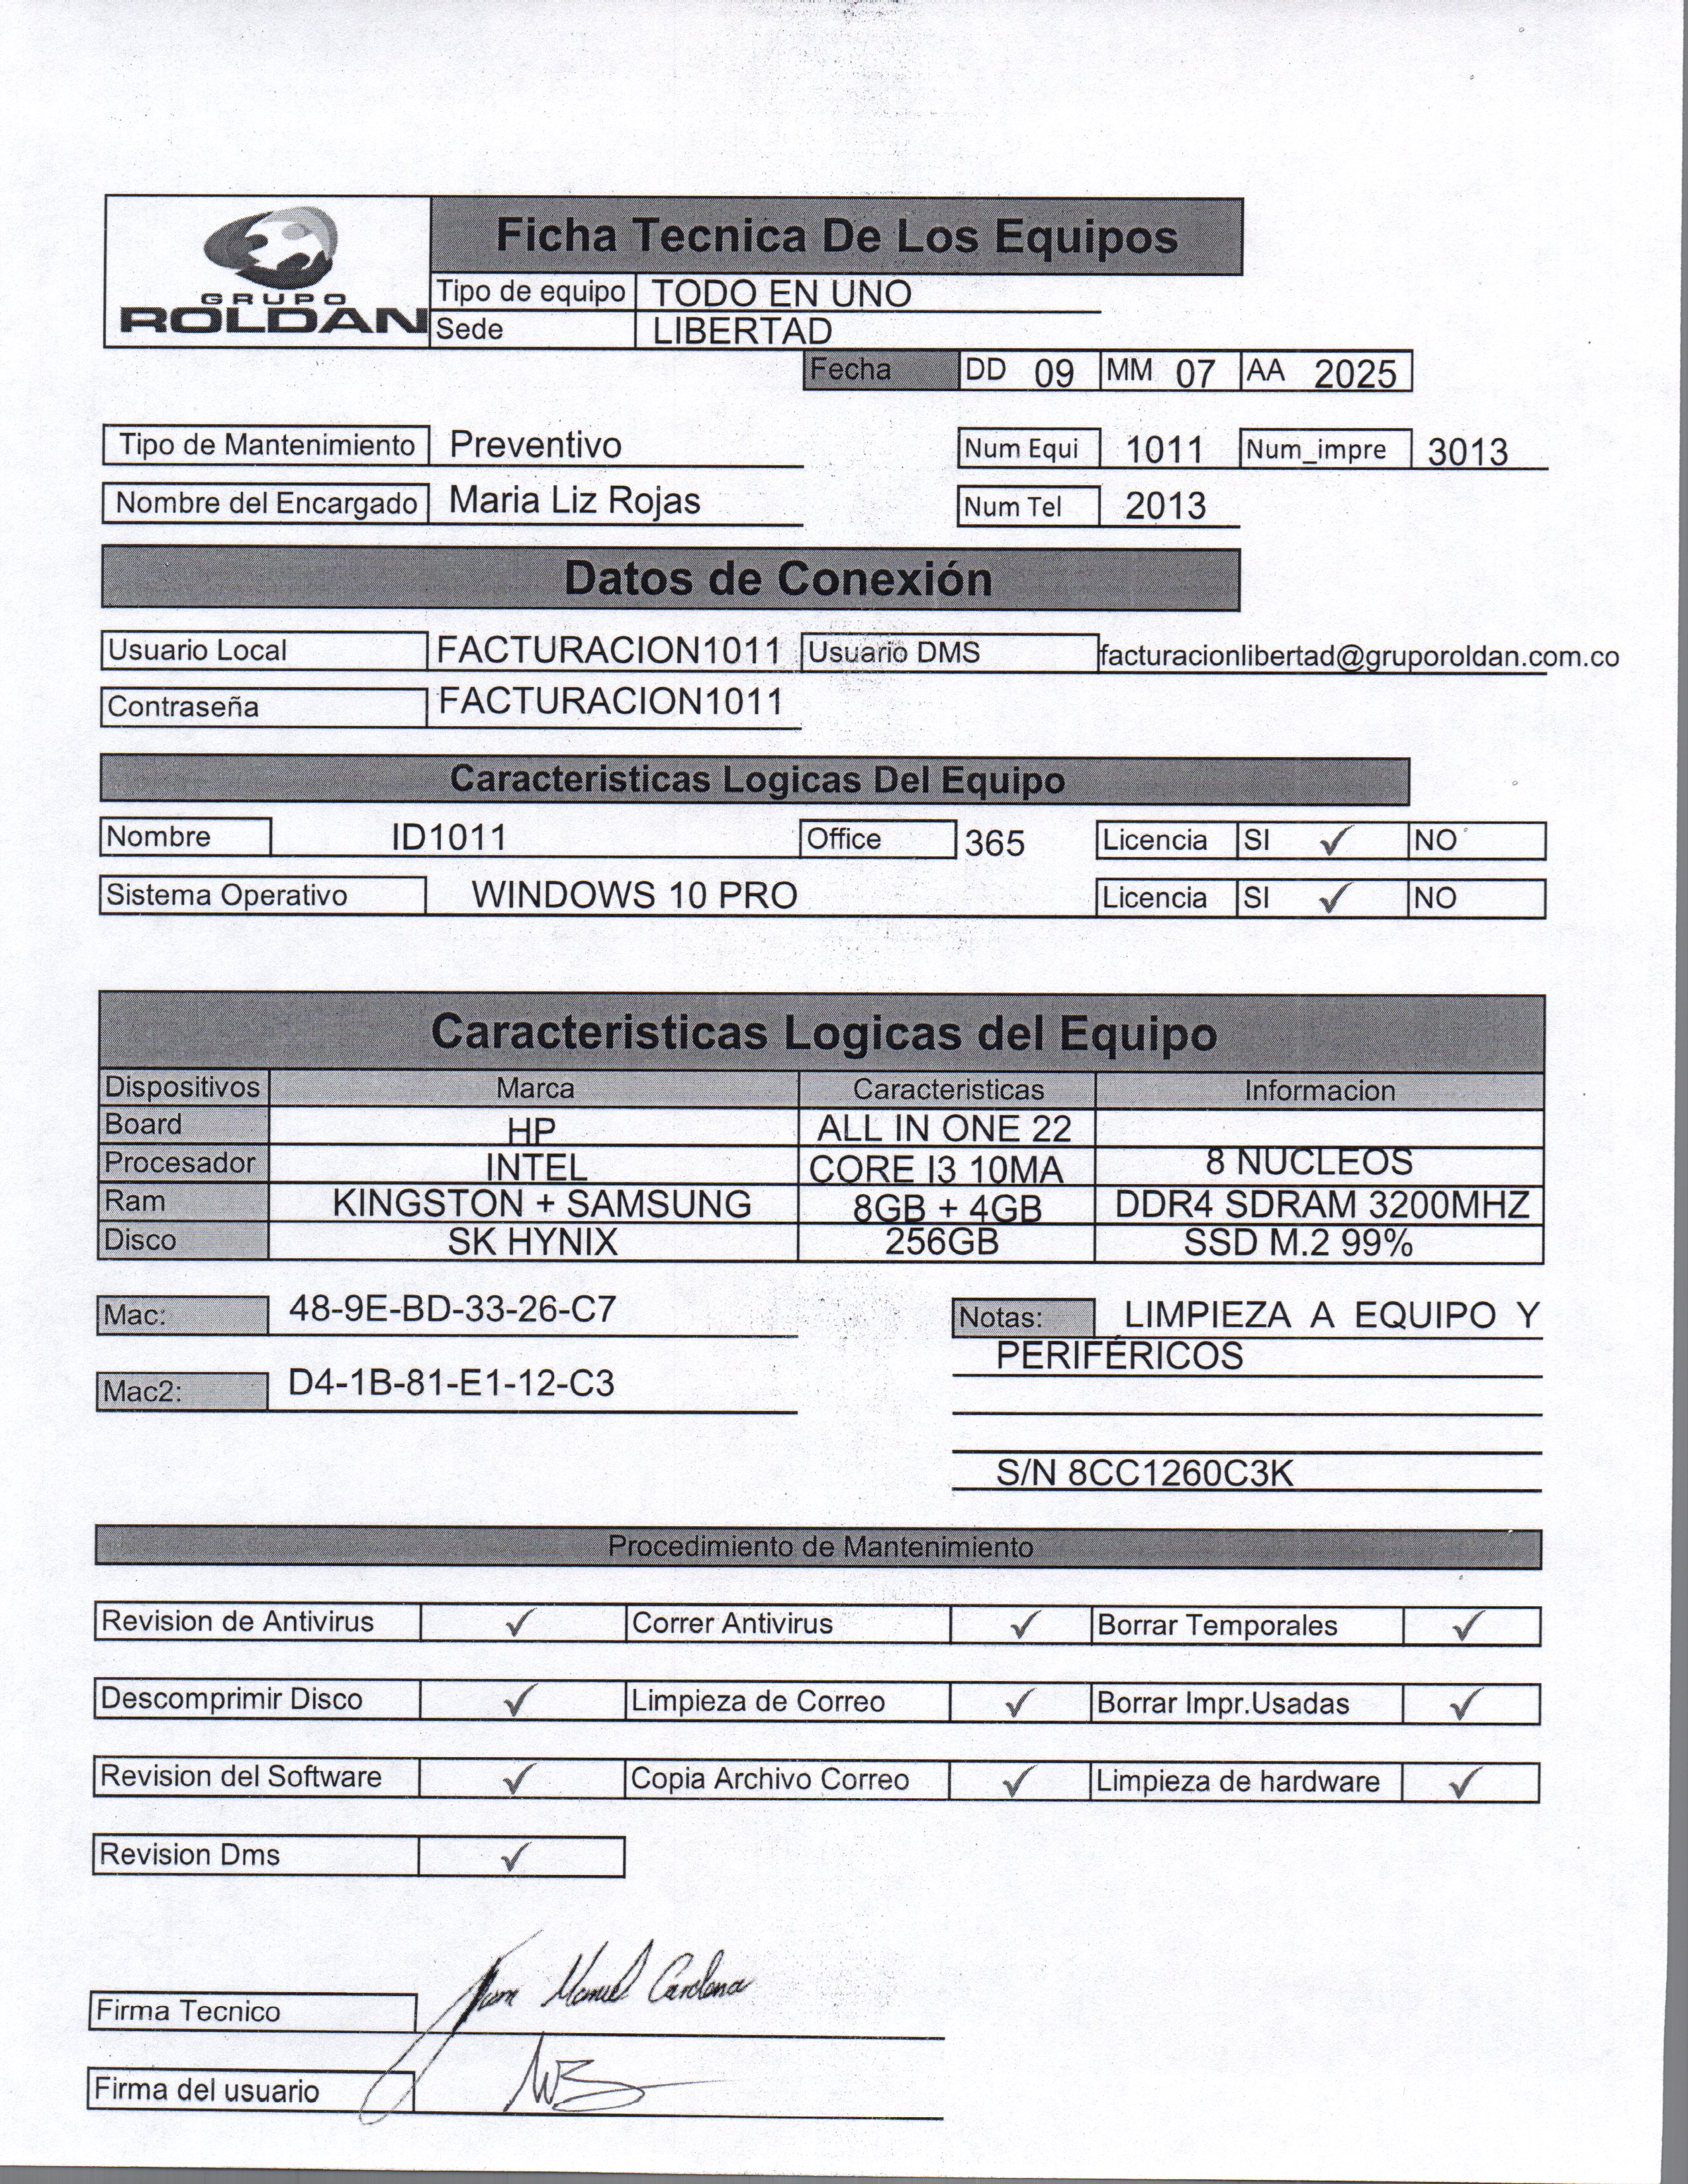 GRUPO
ROLDAN
Ficha Tecnica De Los Equipos
Tipo de equipo TODO EN UNO
Sede LIBERTAD
Fecha DD 09 MM 07 AA 2025
Tipo de Mantenimiento Preventivo Num Equi 1011 Num_impre 3013
Nombre del Encargado Maria Liz Rojas Num Tel 2013
Datos de Conexión
Usuario Local FACTURACION1011 Usuario DMS facturacionlibertad@gruporoldan.com.co
Contraseña FACTURACION1011
Caracteristicas Logicas Del Equipo
Nombre ID1011 Office 365 Licencia SI ✓ NO
Sistema Operativo WINDOWS 10 PRO Licencia SI ✓ NO
Caracteristicas Logicas del Equipo
Dispositivos Marca Caracteristicas Informacion
Board HP ALL IN ONE 22
Procesador INTEL CORE I3 10MA 8 NUCLEOS
Ram KINGSTON + SAMSUNG 8GB + 4GB DDR4 SDRAM 3200MHZ
Disco SK HYNIX 256GB SSD M.2 99%
Mac: 48-9E-BD-33-26-C7 Notas: LIMPIEZA A EQUIPO Y
PERIFÉRICOS
Mac2: D4-1B-81-E1-12-C3
S/N 8CC1260C3K
Procedimiento de Mantenimiento
Revision de Antivirus ✓ Correr Antivirus ✓ Borrar Temporales ✓
Descomprimir Disco ✓ Limpieza de Correo ✓ Borrar Impr.Usadas ✓
Revision del Software ✓ Copia Archivo Correo ✓ Limpieza de hardware ✓
Revision Dms ✓
Firma Tecnico Juan Manuel Cardona
Firma del usuario